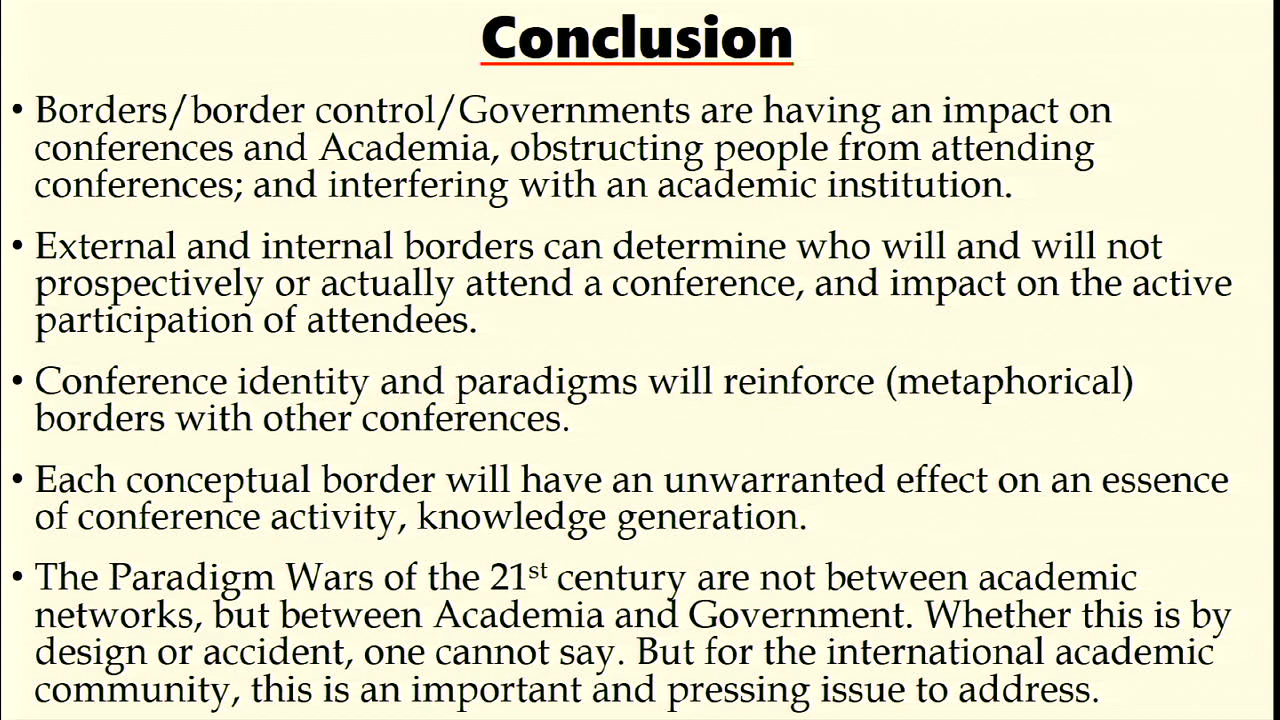 Conclusion
• Borders/border control/Governments are having an impact on
conferences and Academia, obstructing people from attending
conferences; and interfering with an academic institution.
• External and internal borders can determine who will and will not
prospectively or actually attend a conference, and impact on the active
participation of attendees.
• Conference identity and paradigms will reinforce (metaphorical)
borders with other conferences.
• Each conceptual border will have an unwarranted effect on an essence
of conference activity, knowledge generation.
• The Paradigm Wars of the 21st century are not between academic
networks, but between Academia and Government. Whether this is by
design or accident, one cannot say. But for the international academic
community, this is an important and pressing issue to address.